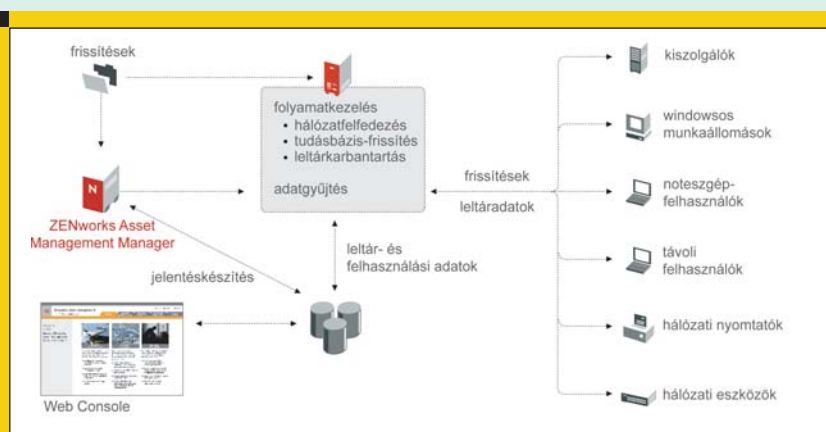 frissítések
folyamatkezelés
• hálózatfelfedezés
• tudásbázis-frissítés
• leltárkarbantartás
adatgyűjtés
N
ZENworks Asset
Management Manager
jelentéskészítés
leltár- és
felhasználási adatok
Web Console
frissítések
leltáradatok
kiszolgálók
windowsos
munkaállomások
noteszgép-
felhasználók
távoli
felhasználók
hálózati nyomtatók
hálózati eszközök